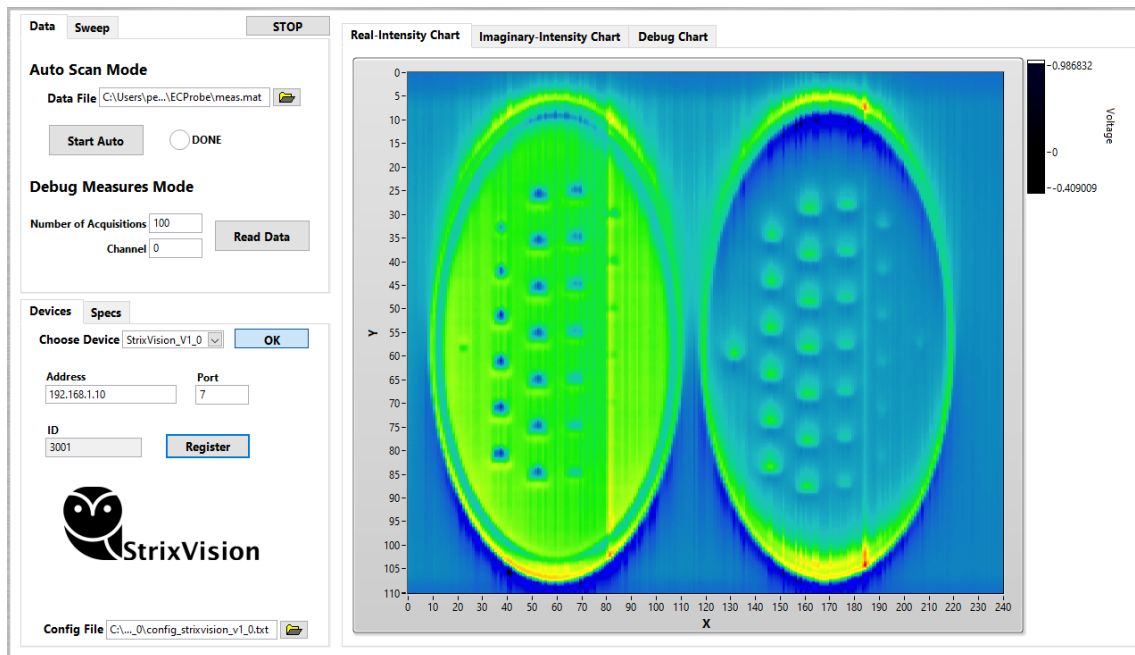 Data Sweep STOP
Auto Scan Mode
Data File C:\Users\pe...\ECProbe\meas.mat
Start Auto DONE
Debug Measures Mode
Number of Acquisitions 100
Channel 0
Read Data
Devices Specs
Choose Device StrixVision_V1_0 OK
Address Port
192.168.1.10 7
ID
3001 Register
StrixVision
Config File C:\..._0\config_strixvision_v1_0.txt
Real-Intensity Chart Imaginary-Intensity Chart Debug Chart
0
5
10
15
20
25
30
35
40
45
50
55
60
65
70
75
80
85
90
95
100
105
110
Y
0 10 20 30 40 50 60 70 80 90 100 110 120 130 140 150 160 170 180 190 200 210 220 230 240
X
0.986832
0
-0.409009
Voltage